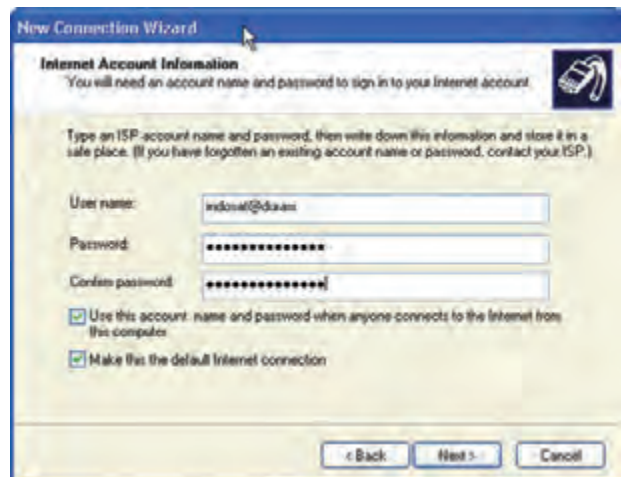 New Connection Wizard
Internet Account Information
You will need an account name and password to sign in to your Internet account.
Type an ISP account name and password, then write down this information and store it in a
safe place. (If you have forgotten an existing account name or password, contact your ISP.)
User name:
Password:
••••••••••••••
Confirm password:
••••••••••••••
Use this account name and password when anyone connects to the Internet from
this computer
Make this the default Internet connection
< Back
Next >
Cancel